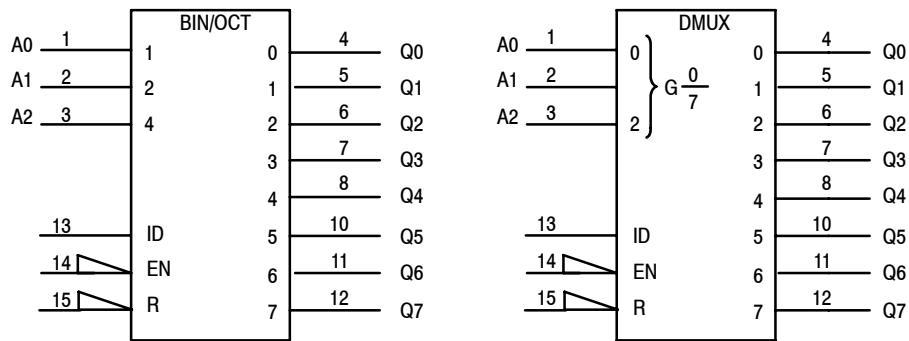 BIN/OCT
A0 1 1 0 4 Q0
A1 2 2 1 5 Q1
A2 3 4 2 6 Q2
3 7 Q3
4 8 Q4
13 ID 5 10 Q5
14 EN 6 11 Q6
15 R 7 12 Q7
DMUX
A0 1 0 0 4 Q0
A1 2 G 0/7 1 5 Q1
A2 3 2 2 6 Q2
3 7 Q3
4 8 Q4
13 ID 5 10 Q5
14 EN 6 11 Q6
15 R 7 12 Q7